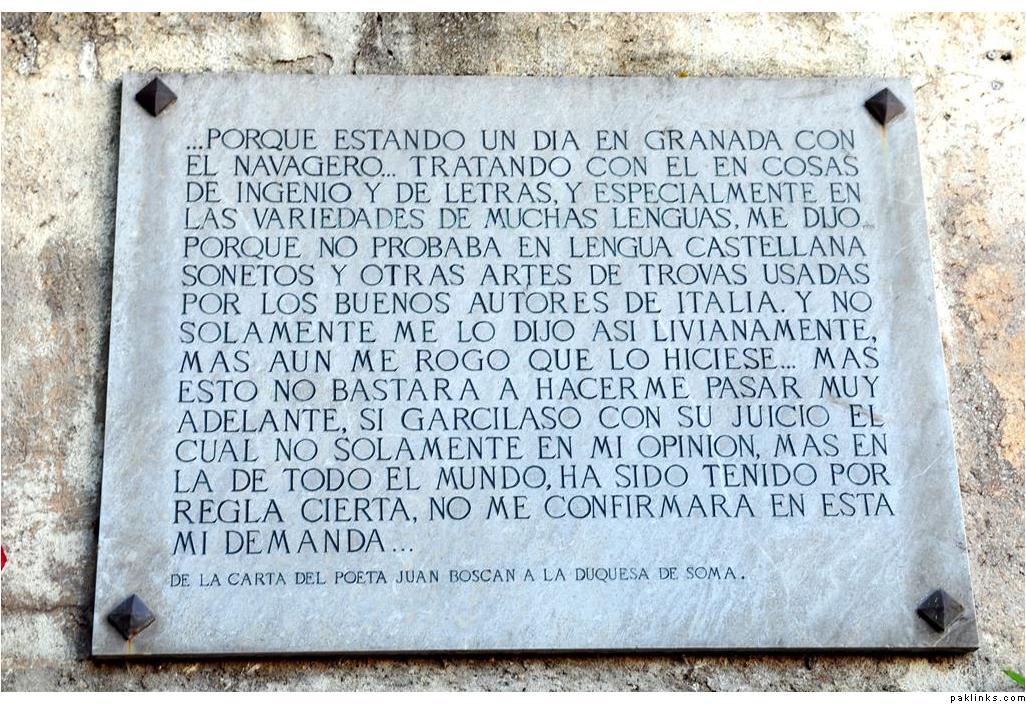 ...PORQUE ESTANDO UN DIA EN GRANADA CON
EL NAVAGERO... TRATANDO CON EL EN COSAS
DE INGENIO Y DE LETRAS, Y ESPECIALMENTE EN
LAS VARIEDADES DE MUCHAS LENGUAS, ME DIJO...
PORQUE NO PROBABA EN LENGUA CASTELLANA
SONETOS Y OTRAS ARTES DE TROVAS USADAS
POR LOS BUENOS AUTORES DE ITALIA. Y NO
SOLAMENTE ME LO DIJO ASI LIVIANAMENTE,
MAS AUN ME ROGO QUE LO HICIESE... MAS
ESTO NO BASTARA A HACERME PASAR MUY
ADELANTE, SI GARCILASO CON SU JUICIO EL
CUAL NO SOLAMENTE EN MI OPINION, MAS EN
LA DE TODO EL MUNDO, HA SIDO TENIDO POR
REGLA CIERTA, NO ME CONFIRMARA EN ESTA
MI DEMANDA...
DE LA CARTA DEL POETA JUAN BOSCAN A LA DUQUESA DE SOMA.
paklinks.com